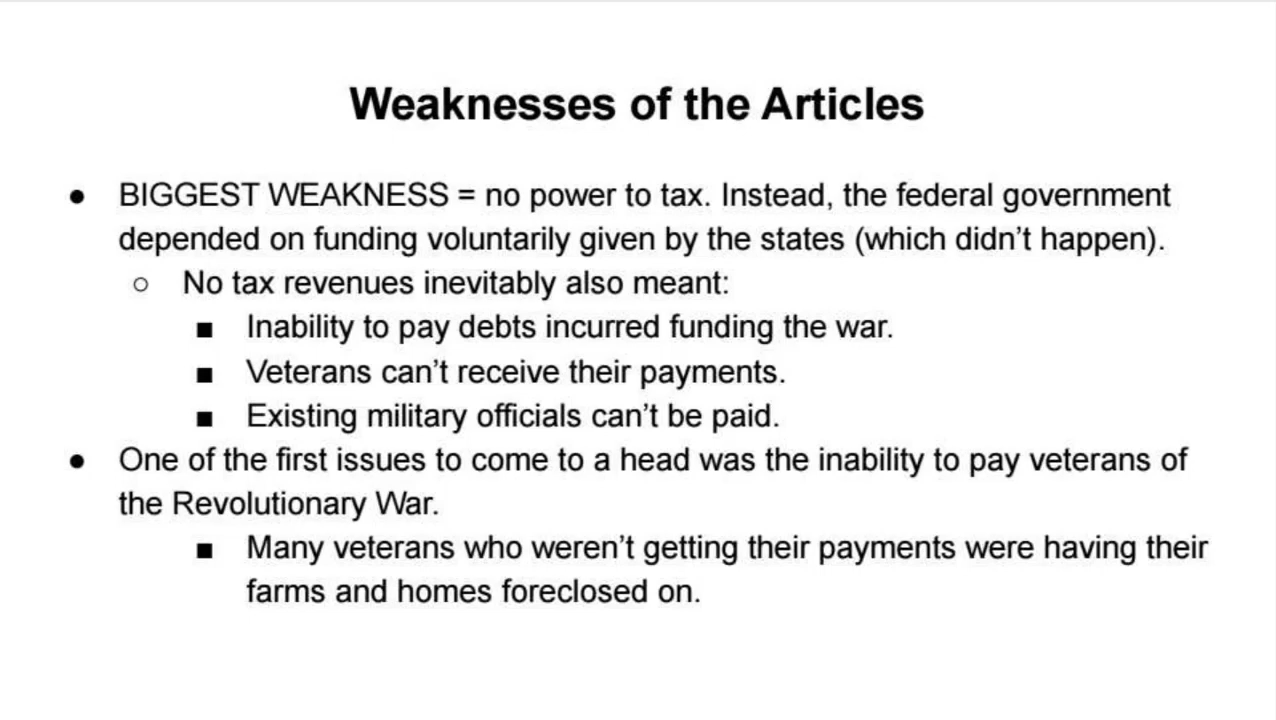 Weaknesses of the Articles
● BIGGEST WEAKNESS = no power to tax. Instead, the federal government
depended on funding voluntarily given by the states (which didn’t happen).
○ No tax revenues inevitably also meant:
■ Inability to pay debts incurred funding the war.
■ Veterans can’t receive their payments.
■ Existing military officials can’t be paid.
● One of the first issues to come to a head was the inability to pay veterans of
the Revolutionary War.
■ Many veterans who weren’t getting their payments were having their
farms and homes foreclosed on.